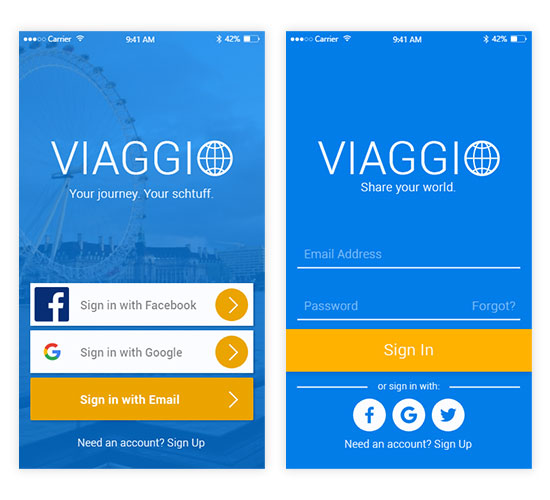 Carrier 9:41 AM 42%
VIAGGIO
Your journey. Your schtuff.
Sign in with Facebook
Sign in with Google
Sign in with Email
Need an account? Sign Up
Carrier 9:41 AM 42%
VIAGGIO
Share your world.
Email Address
Password Forgot?
Sign In
or sign in with:
Need an account? Sign Up